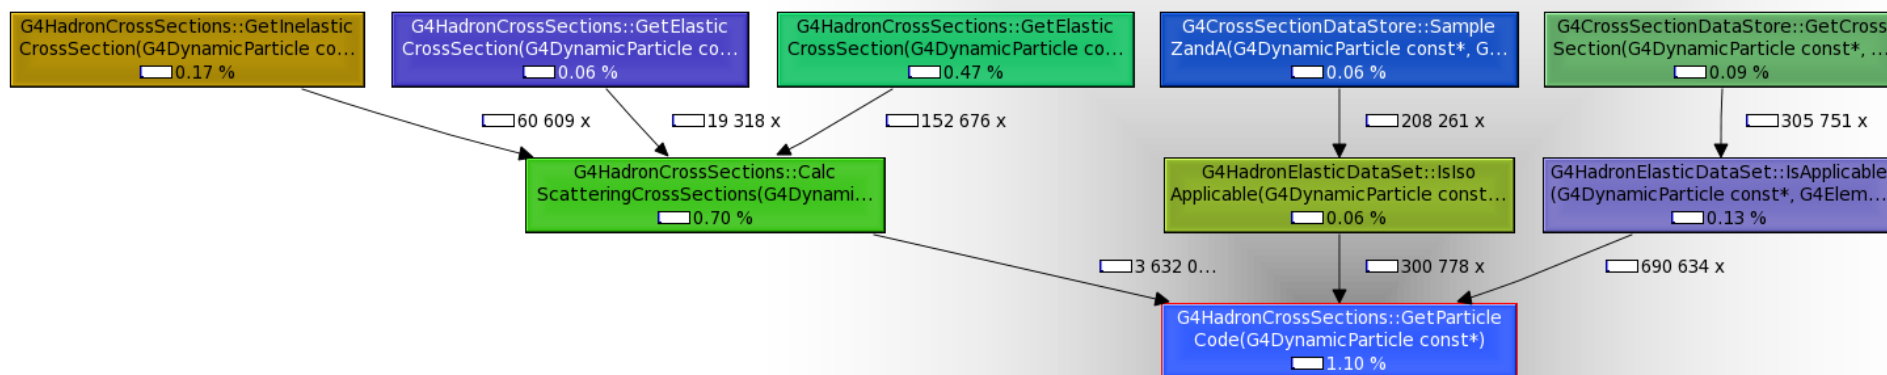 G4HadronCrossSections::GetInelastic
CrossSection(G4DynamicParticle co...
0.17 %
G4HadronCrossSections::GetElastic
CrossSection(G4DynamicParticle co...
0.06 %
G4HadronCrossSections::GetElastic
CrossSection(G4DynamicParticle co...
0.47 %
G4CrossSectionDataStore::Sample
ZandA(G4DynamicParticle const*, G...
0.06 %
G4CrossSectionDataStore::GetCross
Section(G4DynamicParticle const*, ...
0.09 %
60 609 x
19 318 x
152 676 x
208 261 x
305 751 x
G4HadronCrossSections::Calc
ScatteringCrossSections(G4Dynami...
0.70 %
G4HadronElasticDataSet::IsIso
Applicable(G4DynamicParticle const...
0.06 %
G4HadronElasticDataSet::IsApplicable
(G4DynamicParticle const*, G4Elem...
0.13 %
3 632 0...
300 778 x
690 634 x
G4HadronCrossSections::GetParticle
Code(G4DynamicParticle const*)
1.10 %